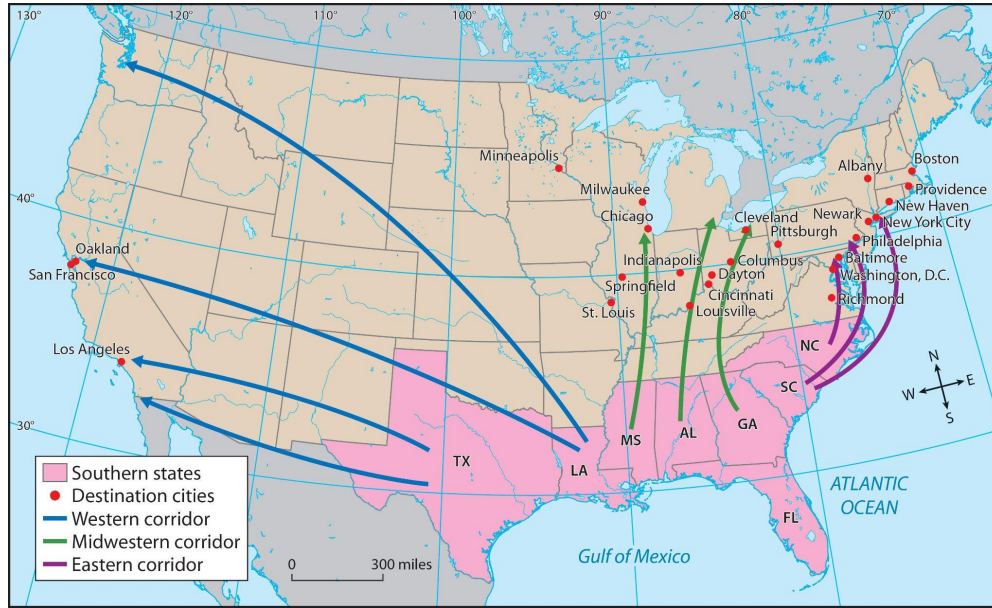 130°
120°
110°
100°
90°
80°
70°
40°
30°
Minneapolis
Milwaukee
Chicago
Albany
Boston
Providence
New Haven
Newark
New York City
Cleveland
Pittsburgh
Philadelphia
Baltimore
Washington, D.C.
Indianapolis
Columbus
Dayton
Springfield
Cincinnati
St. Louis
Louisville
Richmond
Oakland
San Francisco
Los Angeles
NC
SC
MS
AL
GA
TX
LA
FL
N
W
E
S
ATLANTIC
OCEAN
Gulf of Mexico
Southern states
Destination cities
Western corridor
Midwestern corridor
Eastern corridor
0 300 miles